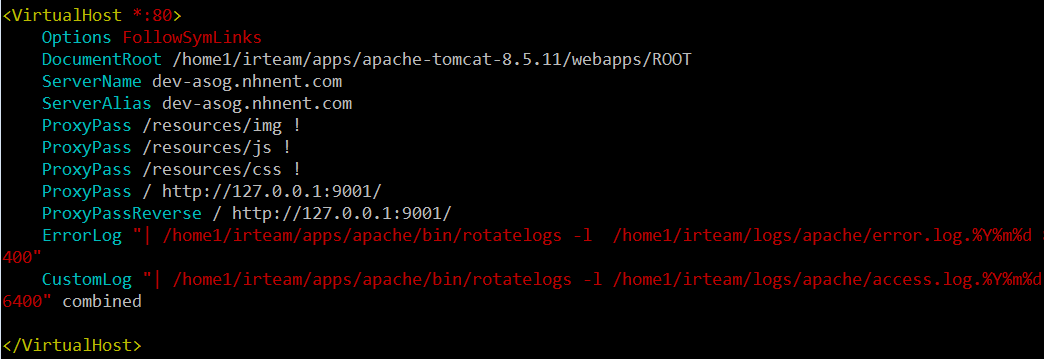 <VirtualHost *:80>
Options FollowSymLinks
DocumentRoot /home1/irteam/apps/apache-tomcat-8.5.11/webapps/ROOT
ServerName dev-asog.nhnent.com
ServerAlias dev-asog.nhnent.com
ProxyPass /resources/img !
ProxyPass /resources/js !
ProxyPass /resources/css !
ProxyPass / http://127.0.0.1:9001/
ProxyPassReverse / http://127.0.0.1:9001/
ErrorLog "| /home1/irteam/apps/apache/bin/rotatelogs -l  /home1/irteam/logs/apache/error.log.%Y%m%d
400"
CustomLog "| /home1/irteam/apps/apache/bin/rotatelogs -l /home1/irteam/logs/apache/access.log.%Y%m%d
6400" combined
</VirtualHost>